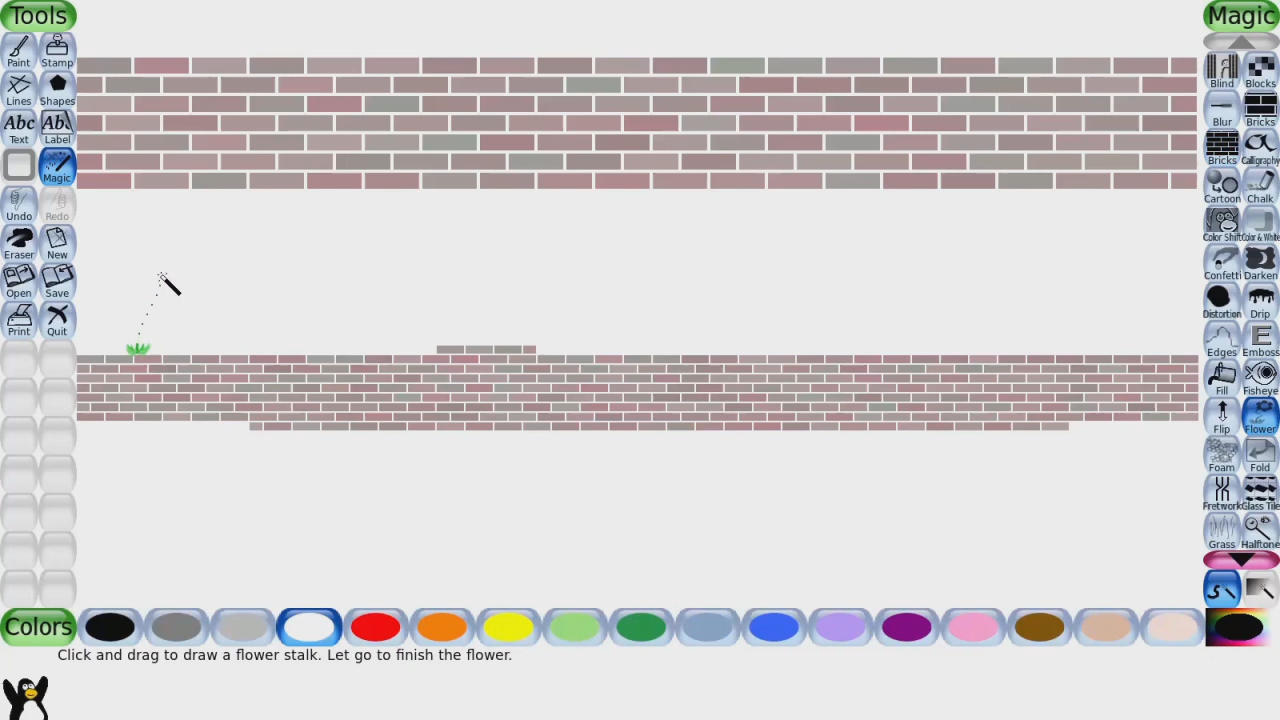 Tools
Magic
Paint Stamp
Blind Blocks
Lines Shapes
Blur Bricks
Abc Abc
Text Label
Bricks Calligraphy
Magic
Cartoon Chalk
Undo Redo
Color Shift Color & White
Eraser New
Confetti Darken
Open Save
Distortion Drip
Print Quit
Edges Emboss
Fill Fisheye
Flip Flower
Foam Fold
Fretwork Glass Tile
Grass Halftone
Colors
Click and drag to draw a flower stalk. Let go to finish the flower.